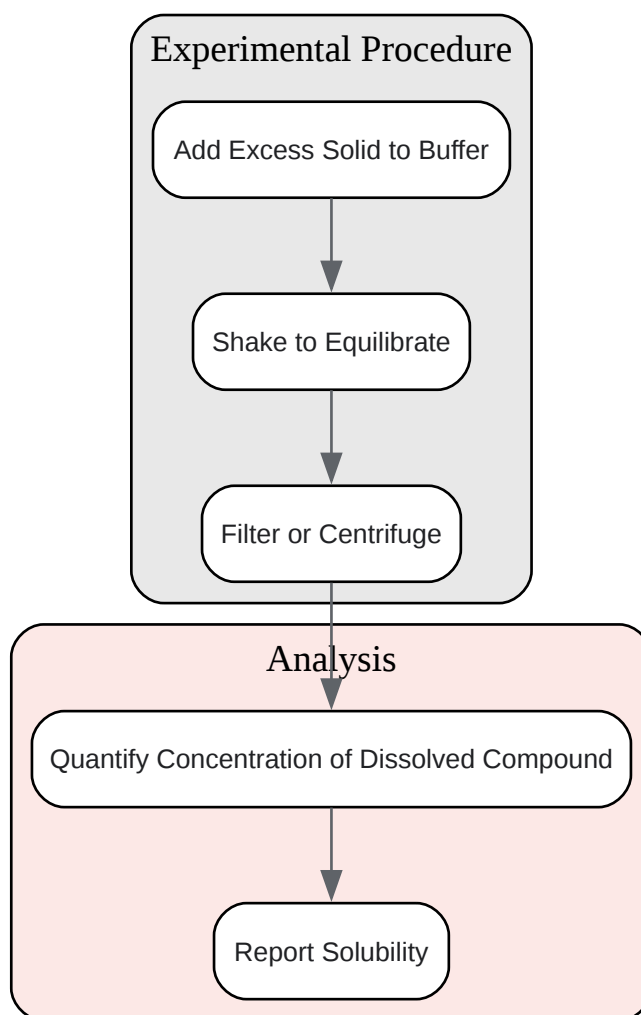 Experimental Procedure
Add Excess Solid to Buffer
Shake to Equilibrate
Filter or Centrifuge
Analysis
Quantify Concentration of Dissolved Compound
Report Solubility